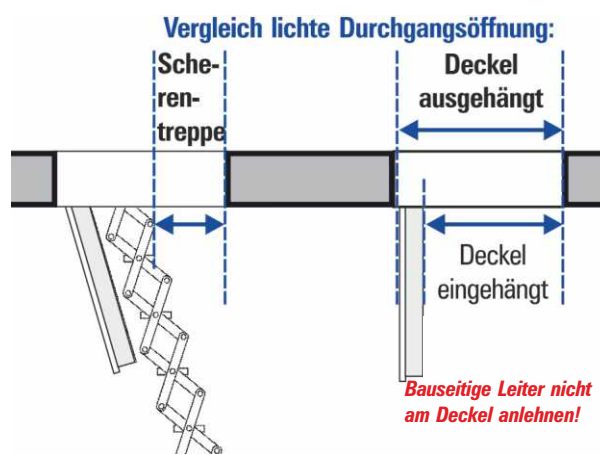 Vergleich lichte Durchgangsöffnung:
Sche-
ren-
treppe
Deckel
ausgehängt
Deckel
eingehängt
Bauseitige Leiter nicht
am Deckel anlehnen!